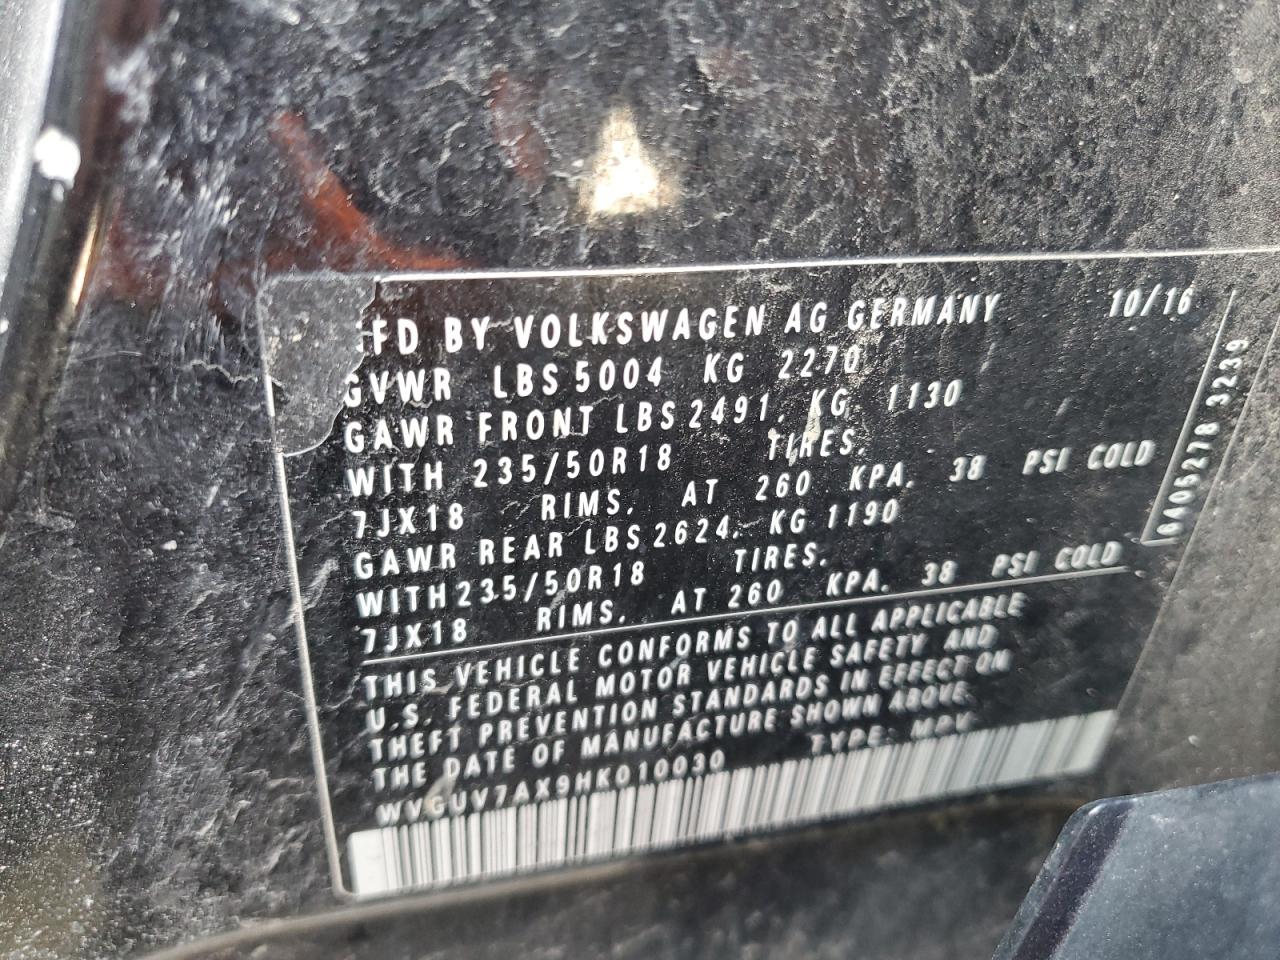 MFD BY VOLKSWAGEN AG GERMANY 10/16
GVWR LBS 5004 KG 2270
GAWR FRONT LBS 2491. KG 1130
WITH 235/50R18 TIRES.
7JX18 RIMS. AT 260 KPA. 38 PSI COLD
GAWR REAR LBS 2624. KG 1190
WITH 235/50R18 TIRES.
7JX18 RIMS. AT 260 KPA. 38 PSI COLD
THIS VEHICLE CONFORMS TO ALL APPLICABLE
U.S. FEDERAL MOTOR VEHICLE SAFETY AND
THEFT PREVENTION STANDARDS IN EFFECT ON
THE DATE OF MANUFACTURE SHOWN ABOVE.
WVGUV7AX9HK010030 TYPE: MPV
8405278 3239